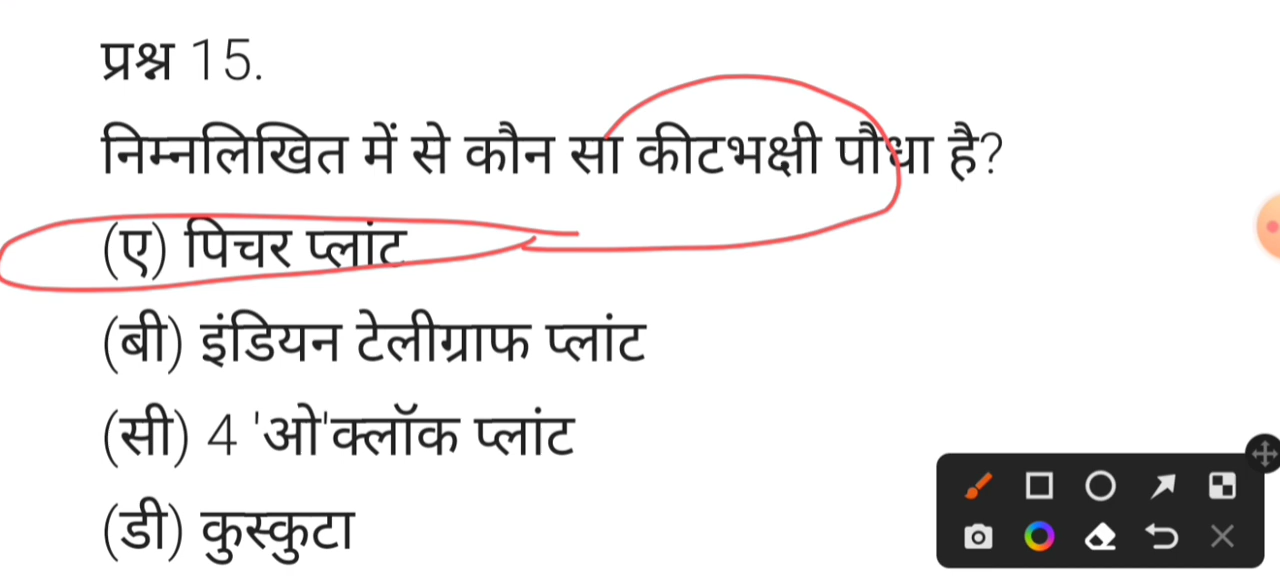 प्रश्न 15.
निम्नलिखित में से कौन सा कीटभक्षी पौधा है?
(ए) पिचर प्लांट
(बी) इंडियन टेलीग्राफ प्लांट
(सी) 4 'ओ'क्लॉक प्लांट
(डी) कुस्कुटा